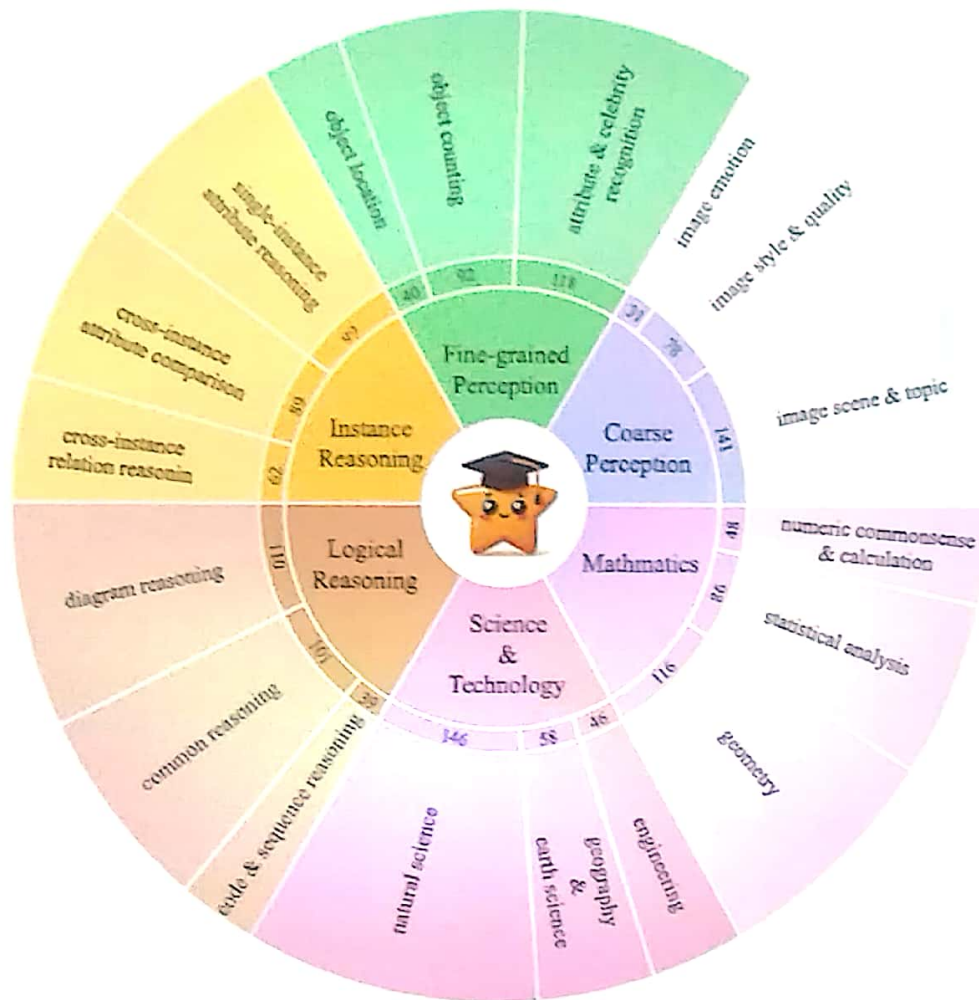 Fine-grained
Perception
object location
40
object counting
92
attribute & celebrity
recognition
118
Coarse
Perception
image emotion
31
image style & quality
78
image scene & topic
141
Mathmatics
numeric commonsense
& calculation
48
statistical analysis
86
geometry
116
Science
&
Technology
engineering
46
geography
&
earth science
58
natural science
146
Logical
Reasoning
code & sequence reasoning
39
common reasoning
101
diagram reasoning
110
Instance
Reasoning
cross-instance
relation reasonin
62
cross-instance
attribute comparison
single-instance
attribute reasoning